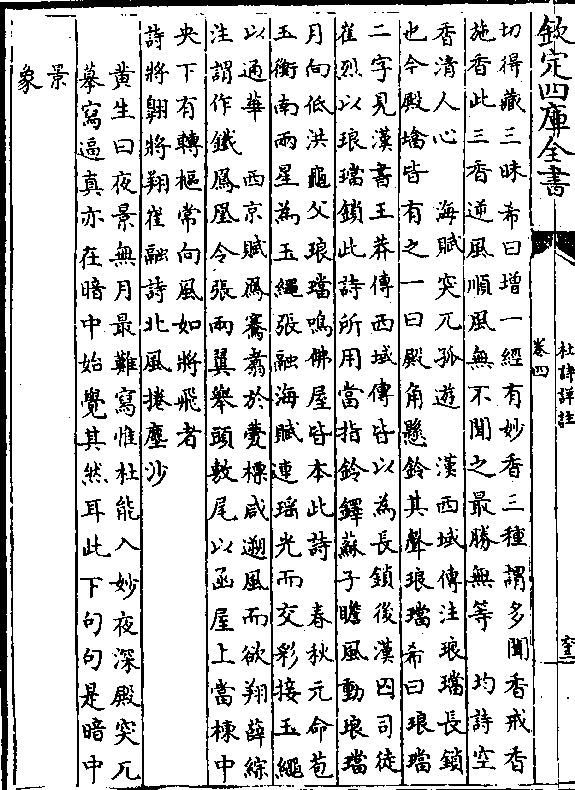 欽定四庫全書
杜詩詳註
卷四
切得藏三昧希曰増一經有妙香三種謂多聞香戒香
施香此三香逆風順風無不聞之最勝無等　均詩空
香清人心　海賦突兀孤遊　漢西域傳注琅璫長鎖
也今殿墖皆有之一曰殿角懸鈴其聲琅璫希曰琅璫
二字見漢書王莽傳西域傳皆以為長鎖後漢因司徒
崔烈以琅璫鎖此詩所用當指鈴鐸蘇子瞻風動琅璫
月向低洪龜父琅璫鳴佛屋皆本此詩　春秋元命苞
玉衡南兩星為玉繩張融海賦連瑶光而交彩接玉繩
以通華　西京賦鳳騫翥於甍標咸遡風而欲翔薛綜
注謂作鐵鳳凰令張兩翼舉頭敷尾以函屋上當棟中
央下有轉樞常向風如將飛者
詩將翺將翔崔融詩北風捲塵沙
黄生曰夜景無月最難寫惟杜能入妙夜深殿突兀
摹寫逼真亦在暗中始覺其然耳此下句句是暗中
景
象